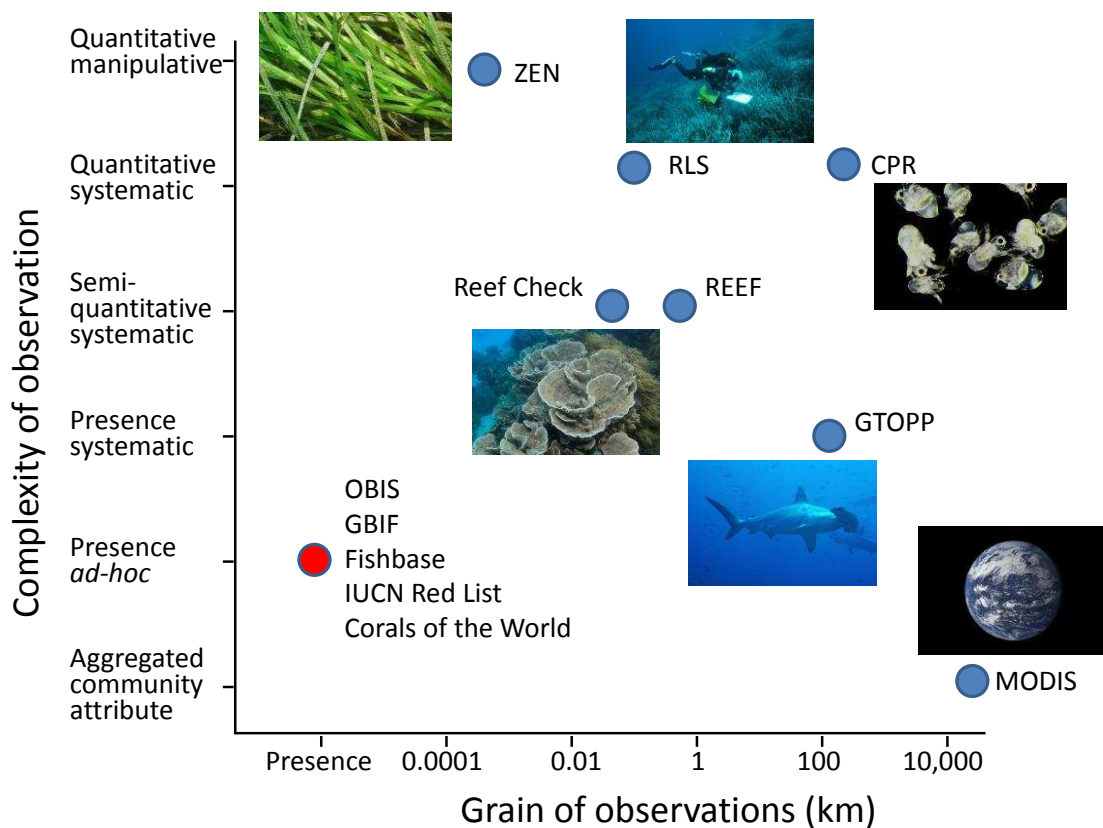 Quantitative
manipulative
ZEN
Quantitative
systematic
RLS
CPR
Semi-
quantitative
systematic
Reef Check
REEF
Presence
systematic
GTOPP
OBIS
GBIF
Fishbase
IUCN Red List
Corals of the World
Presence
ad-hoc
Aggregated
community
attribute
MODIS
Complexity of observation
Presence
0.0001
0.01
1
100
10,000
Grain of observations (km)